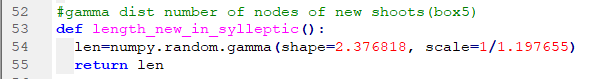 52 #gamma dist number of nodes of new shoots(box5)
53 def length_new_in_sylleptic():
54 len=numpy.random.gamma(shape=2.376818, scale=1/1.197655)
55 return len